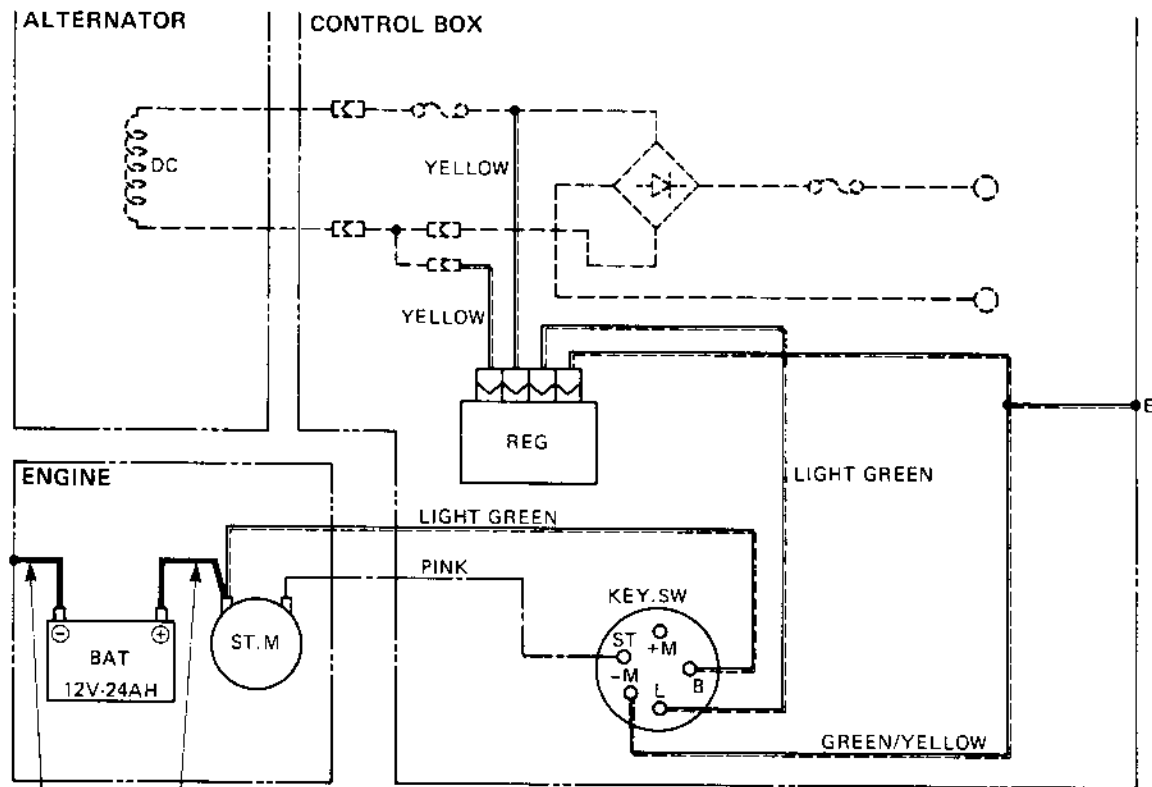 ALTERNATOR
CONTROL BOX
DC
YELLOW
YELLOW
E
REG
ENGINE
LIGHT GREEN
LIGHT GREEN
PINK
KEY.SW
ST
+M
-M
L
B
⊖ ⊕
BAT
12V-24AH
ST.M
GREEN/YELLOW